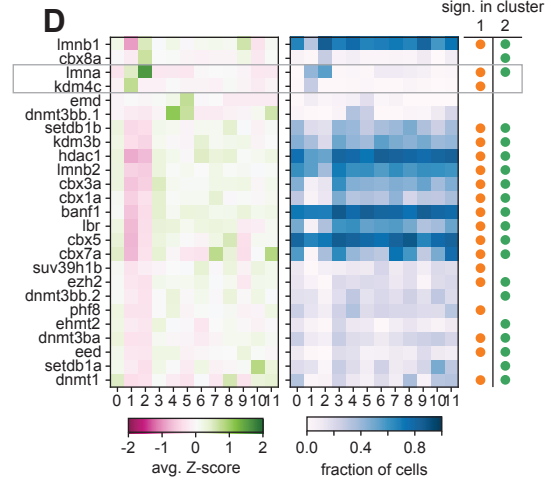 D
sign. in cluster
1 2
lmnb1
cbx8a
lmna
kdm4c
emd
dnmt3bb.1
setdb1b
kdm3b
hdac1
lmnb2
cbx3a
cbx1a
banf1
lbr
cbx5
cbx7a
suv39h1b
ezh2
dnmt3bb.2
phf8
ehmt2
dnmt3ba
eed
setdb1a
dnmt1
0 1 2 3 4 5 6 7 8 9 10 11 0 1 2 3 4 5 6 7 8 9 10 11
-2 -1 0 1 2
avg. Z-score
0.0 0.4 0.8
fraction of cells